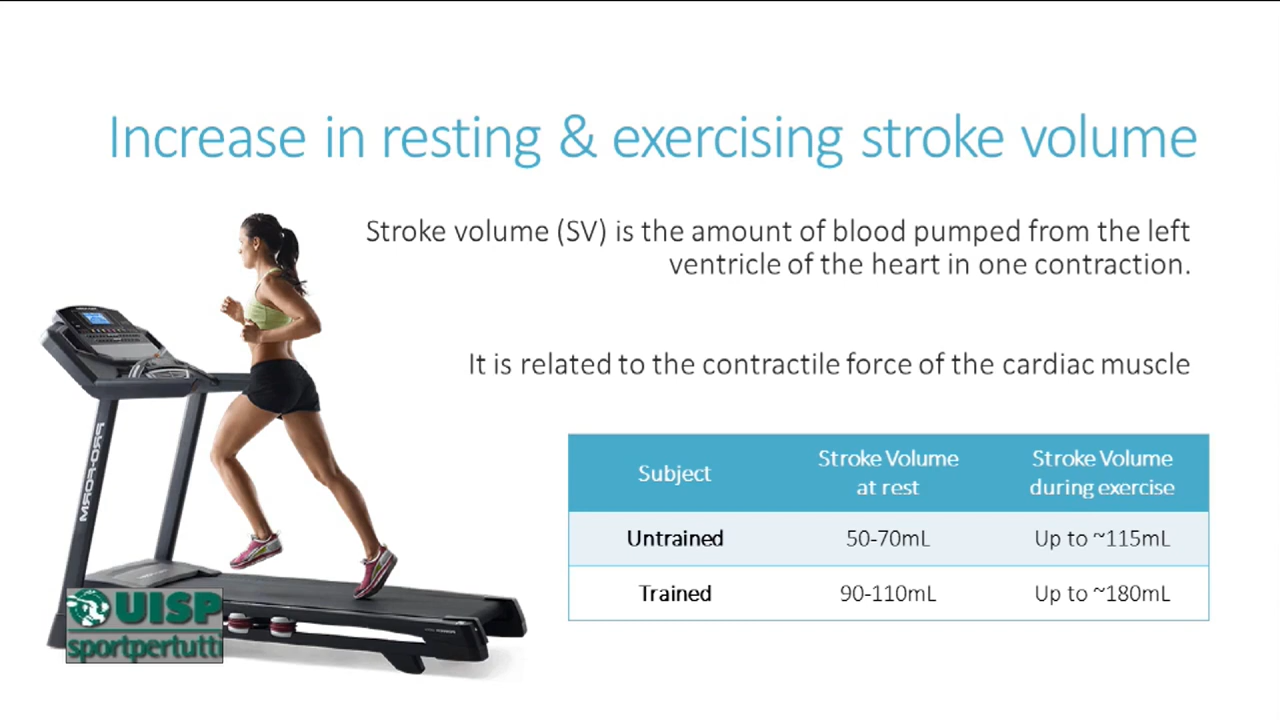 Increase in resting & exercising stroke volume
Stroke volume (SV) is the amount of blood pumped from the left
ventricle of the heart in one contraction.
It is related to the contractile force of the cardiac muscle
Subject
Stroke Volume
at rest
Stroke Volume
during exercise
Untrained
50-70mL
Up to ~115mL
Trained
90-110mL
Up to ~180mL
PRO-FORM
UISP
sportpertutti